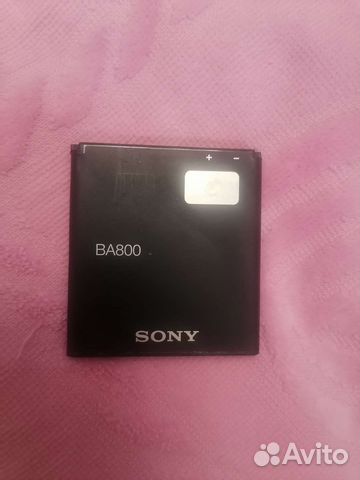 + -
BA800
SONY
Avito